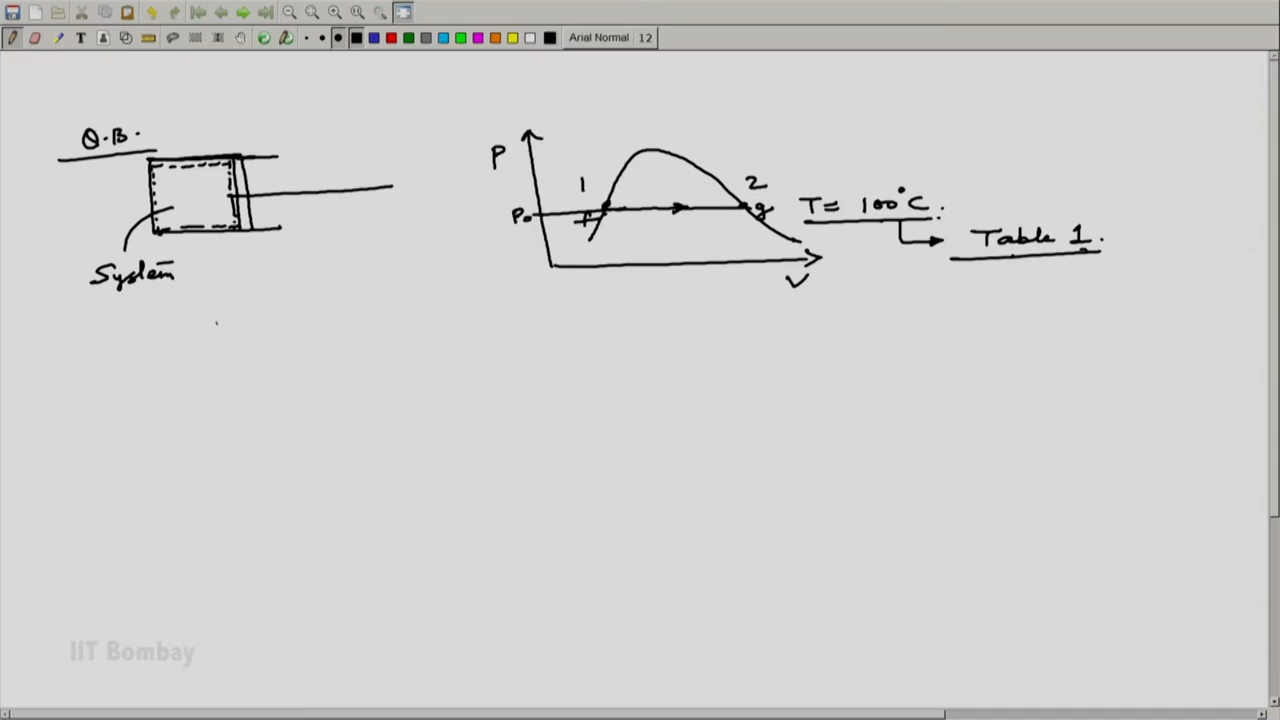 Arial Normal 12
Q.B.
System
P
1
2
P₀
f
g
V
T = 100°C.
Table 1.
IIT Bombay